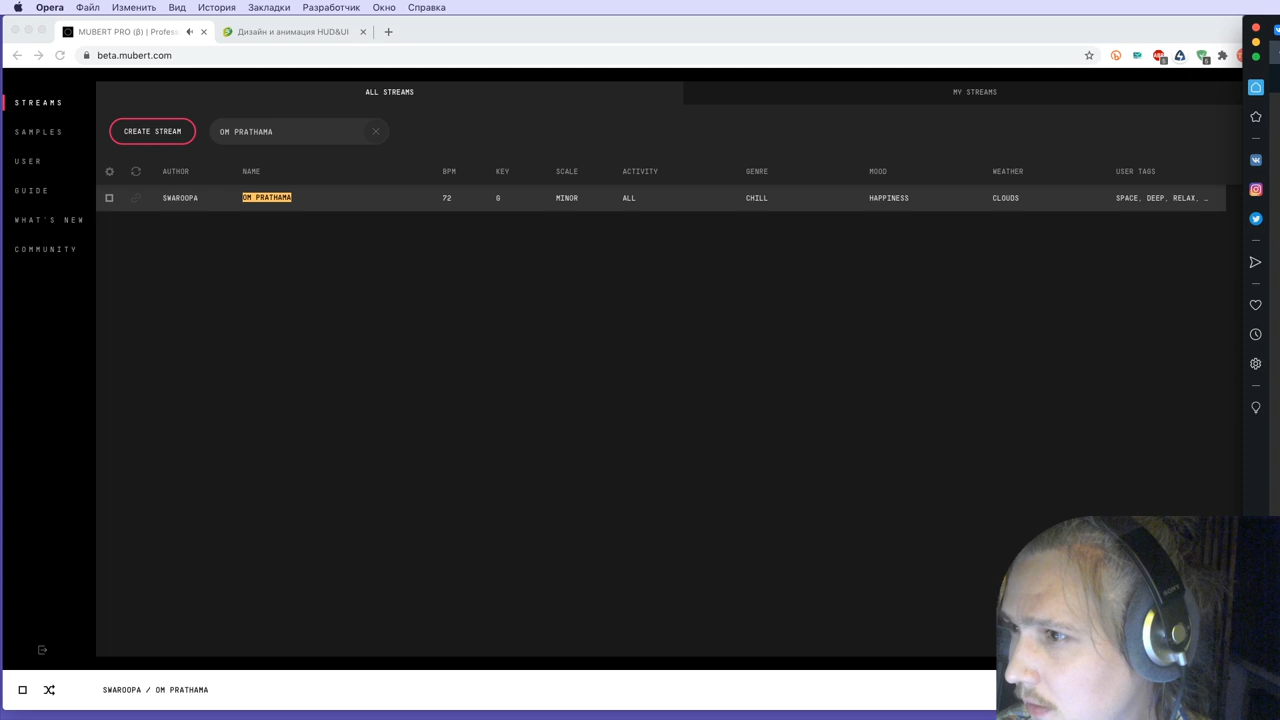 Opera Файл Изменить Вид История Закладки Разработчик Окно Справка
MUBERT PRO (β) | Profess
Дизайн и анимация HUD&UI
beta.mubert.com
STREAMS
SAMPLES
USER
GUIDE
WHAT'S NEW
COMMUNITY
ALL STREAMS
MY STREAMS
CREATE STREAM
OM PRATHAMA
AUTHOR NAME BPM KEY SCALE ACTIVITY GENRE MOOD WEATHER USER TAGS
SWAROOPA OM PRATHAMA 72 G MINOR ALL CHILL HAPPINESS CLOUDS SPACE, DEEP, RELAX, …
SWAROOPA / OM PRATHAMA
SONY